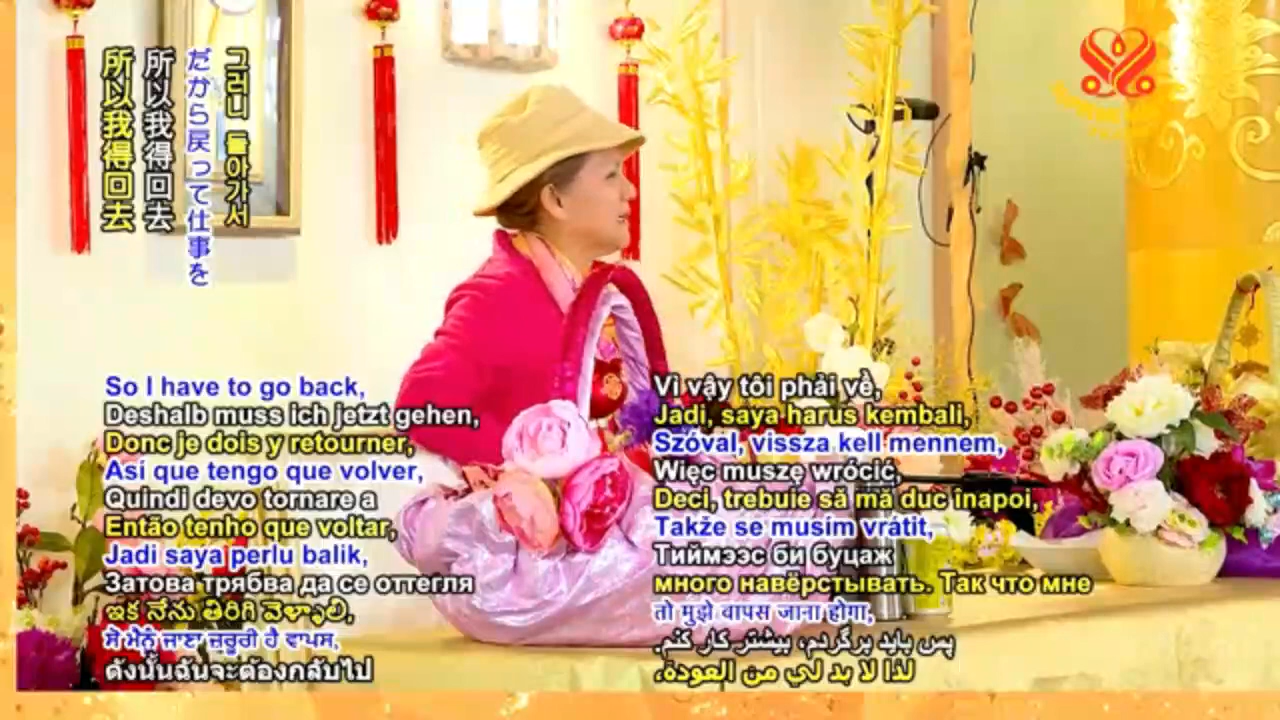 그러니 돌아가서
だから戻って仕事を
所以我得回去
所以我得回去
So I have to go back,
Deshalb muss ich jetzt gehen,
Donc je dois y retourner,
Así que tengo que volver,
Quindi devo tornare a
Então tenho que voltar,
Jadi saya perlu balik,
Затова трябва да се оттегля
ఇక నేను తిరిగి వెళ్ళాలి,
ਸੋ ਮੈਨੂੰ ਜਾਣਾ ਜ਼ਰੂਰੀ ਹੈ ਵਾਪਸ,
ดังนั้นฉันจะต้องกลับไป
Vì vậy tôi phải về,
Jadi, saya harus kembali,
Szóval, vissza kell mennem,
Więc muszę wrócić,
Deci, trebuie să mă duc înapoi,
Takže se musím vrátit,
Тиймээс би буцаж
много навёрстывать. Так что мне
तो मुझे वापस जाना होगा,
پس باید برگردم، بیشتر کار کنم.
لذا لا بد لي من العودة،